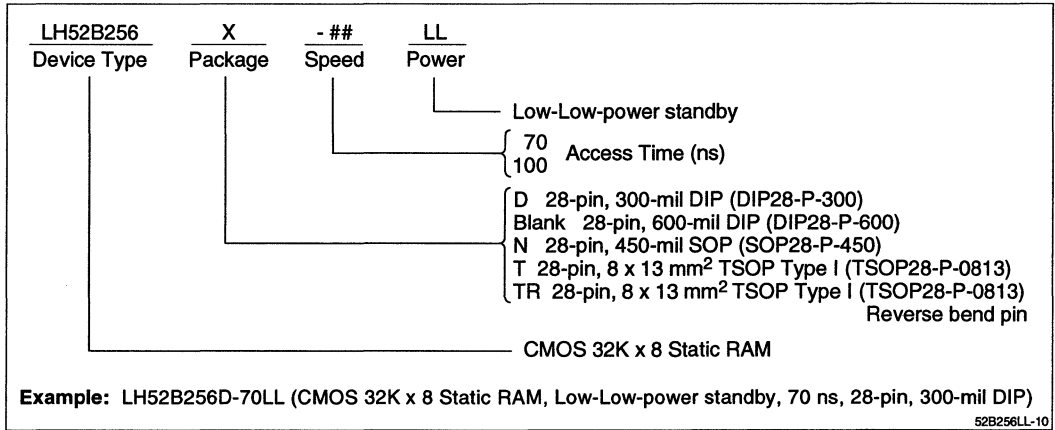 LH52B256 X - ## LL
Device Type Package Speed Power
Low-Low-power standby
70
100 Access Time (ns)
D 28-pin, 300-mil DIP (DIP28-P-300)
Blank 28-pin, 600-mil DIP (DIP28-P-600)
N 28-pin, 450-mil SOP (SOP28-P-450)
T 28-pin, 8 x 13 mm² TSOP Type I (TSOP28-P-0813)
TR 28-pin, 8 x 13 mm² TSOP Type I (TSOP28-P-0813)
Reverse bend pin
CMOS 32K x 8 Static RAM
Example: LH52B256D-70LL (CMOS 32K x 8 Static RAM, Low-Low-power standby, 70 ns, 28-pin, 300-mil DIP)
52B256LL-10